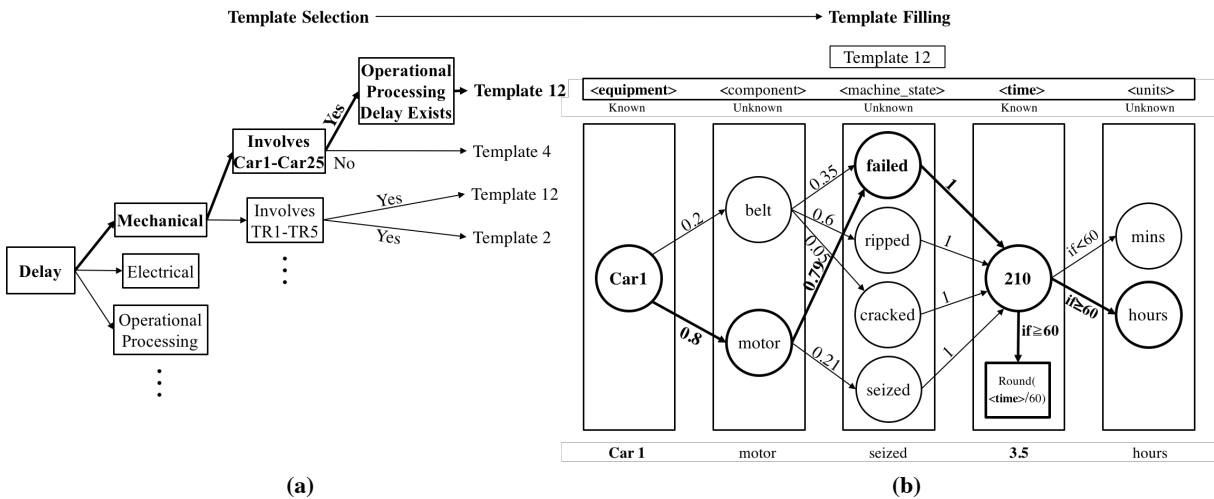 Template Selection
Template Filling
Delay
Mechanical
Electrical
Operational
Processing
Involves
Car1-Car25
Involves
TR1-TR5
Yes
No
Yes
Yes
Operational
Processing
Delay Exists
Template 12
Template 4
Template 12
Template 2
(a)
Template 12
<equipment>
<component>
<machine_state>
<time>
<units>
Known
Unknown
Unknown
Known
Unknown
Car1
0.2
0.8
belt
motor
0.35
0.6
0.05
0.79
0.21
failed
ripped
cracked
seized
1
1
1
1
210
if≧60
Round(
<time>/60)
if<60
if≧60
mins
hours
Car 1
motor
seized
3.5
hours
(b)